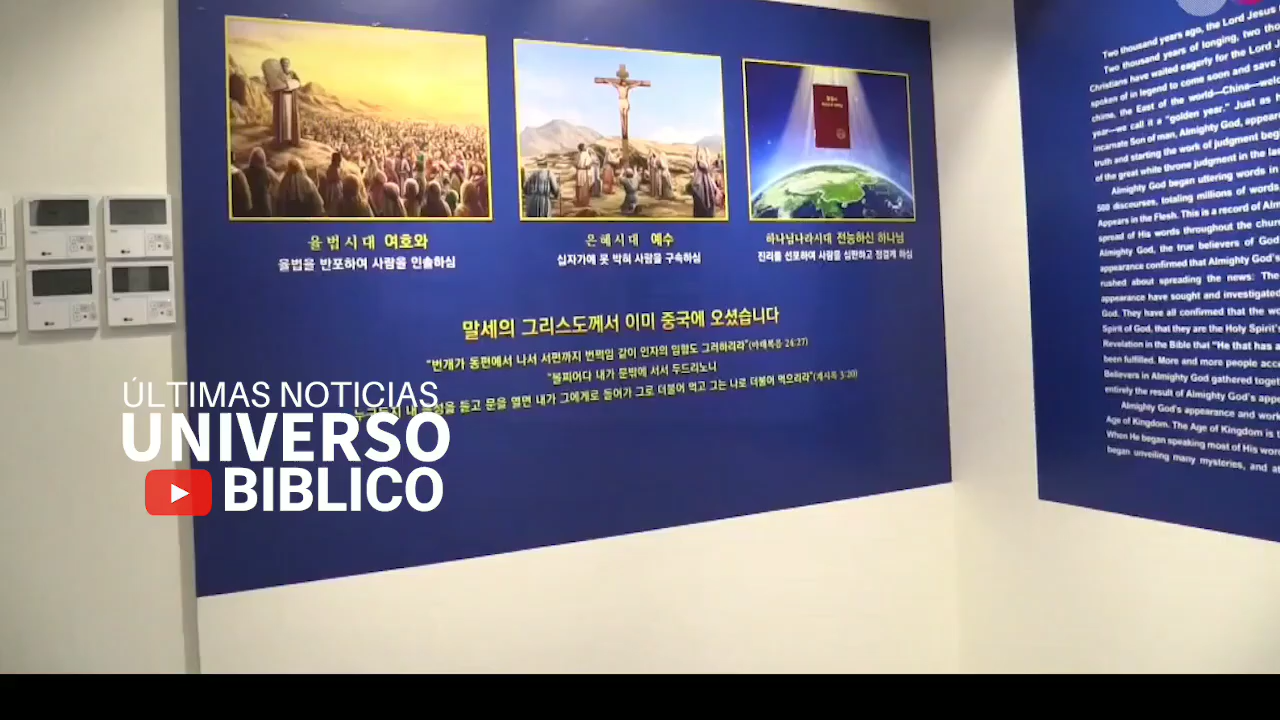 율법시대 여호와
율법을 반포하여 사람을 인솔하심
은혜시대 예수
십자가에 못 박혀 사람을 구속하심
하나님나라시대 전능하신 하나님
진리를 선포하여 사람을 심판하고 정결케 하심
말세의 그리스도께서 이미 중국에 오셨습니다
“번개가 동편에서 나서 서편까지 번쩍임 같이 인자의 임함도 그러하리라”(마태복음 24:27)
“볼찌어다 내가 문밖에 서서 두드리노니
내 음성을 듣고 문을 열면 내가 그에게로 들어가 그로 더불어 먹고 그는 나로 더불어 먹으리라”(계시록 3:20)
ÚLTIMAS NOTICIAS
UNIVERSO
BIBLICO
Two thousand years ago, the Lord Jesus
Two thousand years of longing, two
Christians have waited eagerly for the Lord
spoken of in legend to come soon and save
chime, the East of the world—China—
year—we call it a “golden year.” Just as
incarnate Son of man, Almighty God,
truth and starting the work of judgment
of the great white throne judgment in the
Almighty God began uttering words in
500 discourses, totaling millions of words,
Appears in the Flesh. This is a record of
spread of His words throughout the
Almighty God, the true believers of God
appearance confirmed that Almighty God's
rushed about spreading the news: The
appearance have sought and investigated
God. They have all confirmed that the
Spirit of God, that they are the Holy Spirit's
Revelation in the Bible that “He that has a
been fulfilled. More and more people
Believers in Almighty God gathered
entirely the result of Almighty God's
Almighty God's appearance and work
Age of Kingdom. The Age of Kingdom is
When He began speaking most of His
began unveiling many mysteries, and